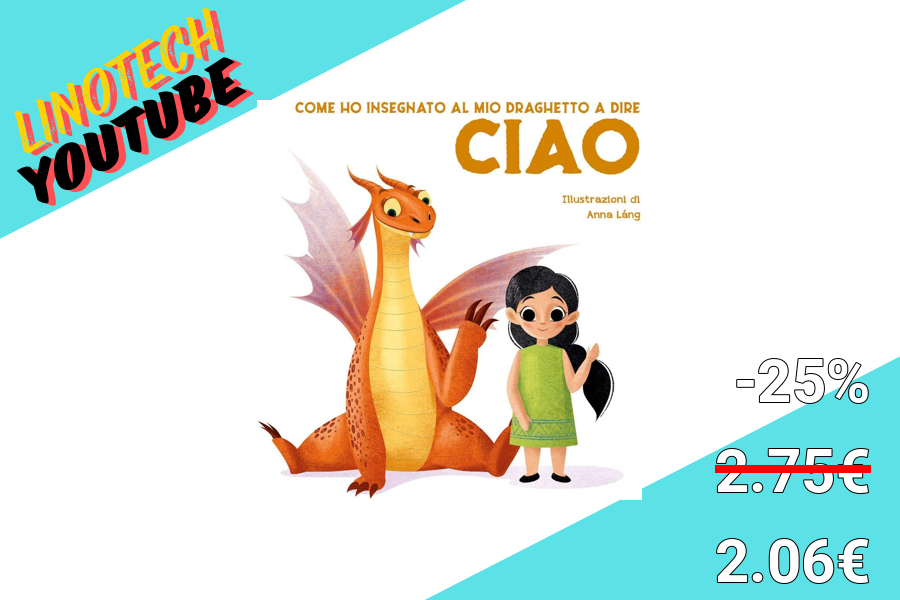 LINOTECH
YOUTUBE
COME HO INSEGNATO AL MIO DRAGHETTO A DIRE
CIAO
Illustrazioni di
Anna Láng
-25%
2.75€
2.06€